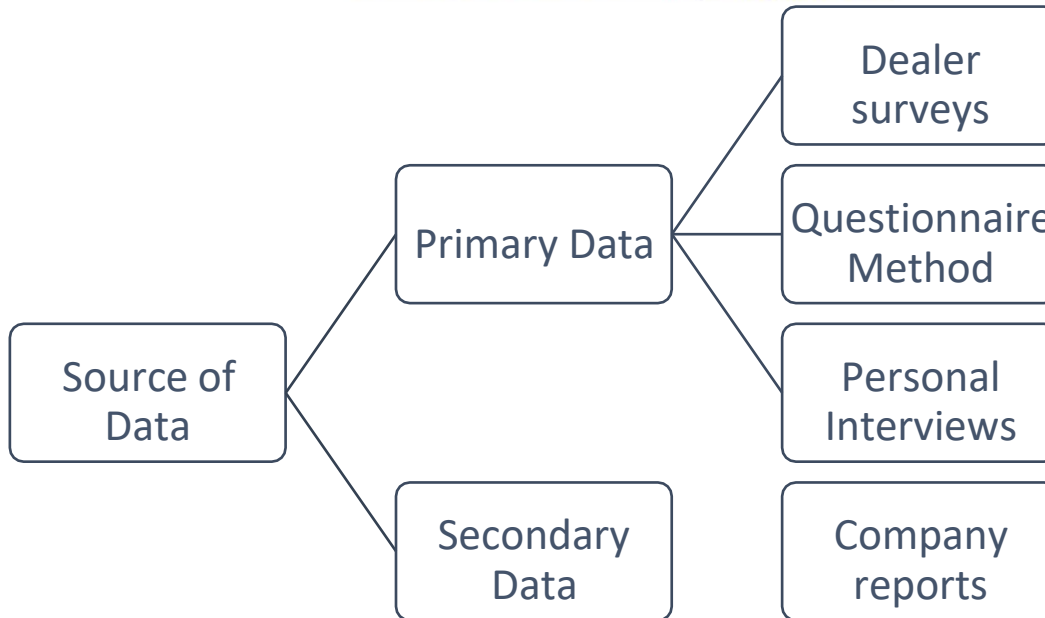 Source of
Data
Primary Data
Secondary
Data
Dealer
surveys
Questionnaire
Method
Personal
Interviews
Company
reports